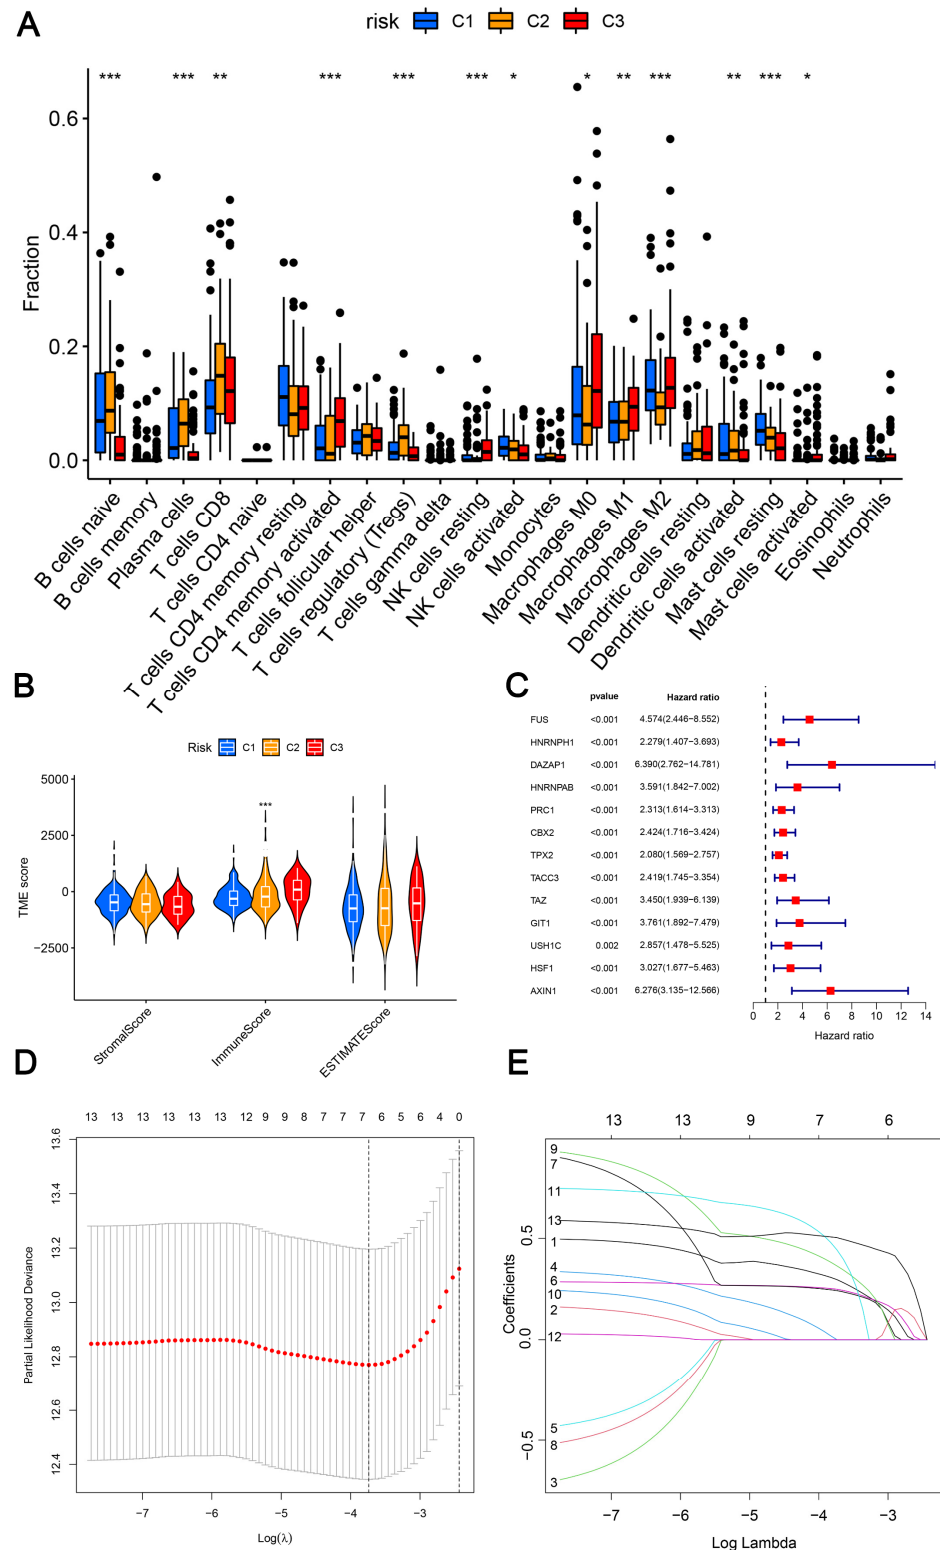 A
risk C1 C2 C3
*** *** ** *** *** *** * * ** *** ** *** *
Fraction
0.6
0.4
0.2
0.0
B cells naive
B cells memory
Plasma cells
T cells CD8
T cells CD4 naive
T cells CD4 memory resting
T cells CD4 memory activated
T cells follicular helper
T cells regulatory (Tregs)
T cells gamma delta
NK cells resting
NK cells activated
Monocytes
Macrophages M0
Macrophages M1
Macrophages M2
Dendritic cells resting
Dendritic cells activated
Mast cells resting
Mast cells activated
Eosinophils
Neutrophils
B
Risk C1 C2 C3
TME score
5000
2500
0
−2500
***
StromalScore
ImmuneScore
ESTIMATEScore
C
pvalue Hazard ratio
FUS <0.001 4.574(2.446−8.552)
HNRNPH1 <0.001 2.279(1.407−3.693)
DAZAP1 <0.001 6.390(2.762−14.781)
HNRNPAB <0.001 3.591(1.842−7.002)
PRC1 <0.001 2.313(1.614−3.313)
CBX2 <0.001 2.424(1.716−3.424)
TPX2 <0.001 2.080(1.569−2.757)
TACC3 <0.001 2.419(1.745−3.354)
TAZ <0.001 3.450(1.939−6.139)
GIT1 <0.001 3.761(1.892−7.479)
USH1C 0.002 2.857(1.478−5.525)
HSF1 <0.001 3.027(1.677−5.463)
AXIN1 <0.001 6.276(3.135−12.566)
0 2 4 6 8 10 12 14
Hazard ratio
D
13 13 13 13 13 13 12 9 9 8 7 7 7 6 5 6 4 0
Partial Likelihood Deviance
13.6
13.4
13.2
13.0
12.8
12.6
12.4
−7 −6 −5 −4 −3
Log(λ)
E
13 13 9 7 6
Coefficients
0.5
0.0
−0.5
9
7
11
13
1
4
6
10
2
12
5
8
3
−7 −6 −5 −4 −3
Log Lambda